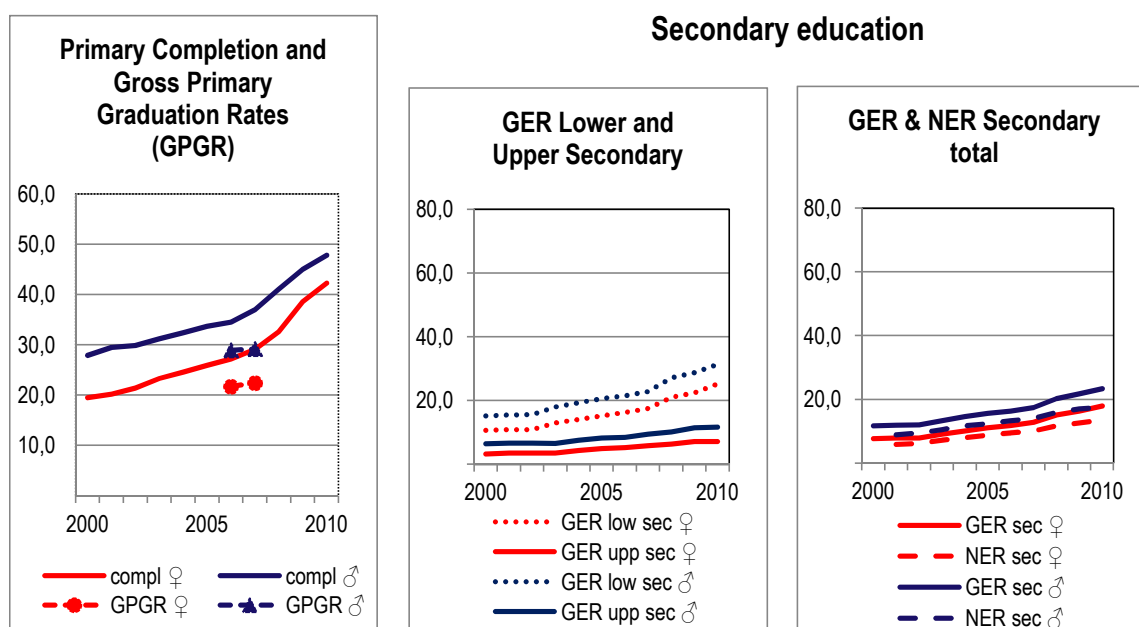 Secondary education
Primary Completion and
Gross Primary
Graduation Rates
(GPGR)
60,0
50,0
40,0
30,0
20,0
10,0
2000 2005 2010
compl ♀ compl ♂
GPGR ♀ GPGR ♂
GER Lower and
Upper Secondary
80,0
60,0
40,0
20,0
2000 2005 2010
GER low sec ♀
GER upp sec ♀
GER low sec ♂
GER upp sec ♂
GER & NER Secondary
total
80,0
60,0
40,0
20,0
2000 2005 2010
GER sec ♀
NER sec ♀
GER sec ♂
NER sec ♂